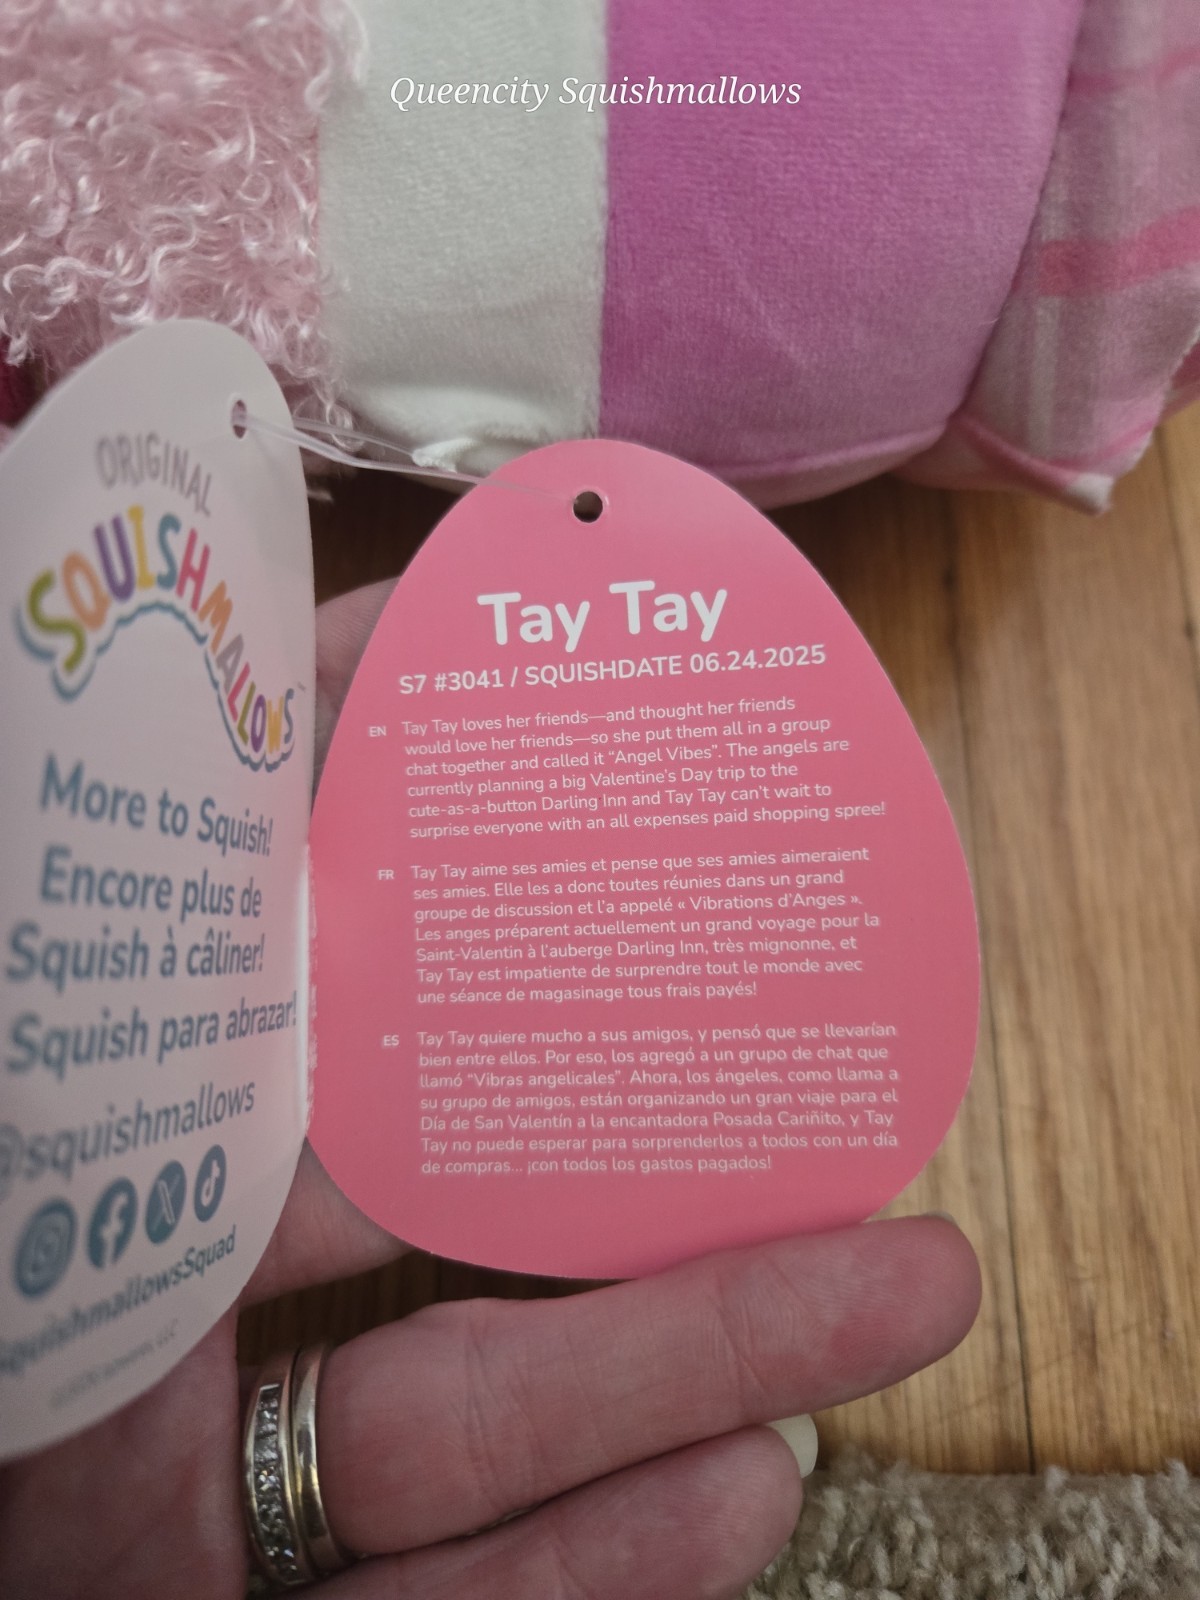 Queencity Squishmallows
ORIGINAL
SQUISHMALLOWS
More to Squish!
Encore plus de
Squish à câliner!
Squish para abrazar!
@squishmallows
SquishmallowsSquad
Tay Tay
S7 #3041 / SQUISHDATE 06.24.2025
EN Tay Tay loves her friends—and thought her friends
would love her friends—so she put them all in a group
chat together and called it “Angel Vibes”. The angels are
currently planning a big Valentine's Day trip to the
cute-as-a-button Darling Inn and Tay Tay can't wait to
surprise everyone with an all expenses paid shopping spree!
FR Tay Tay aime ses amies et pense que ses amies aimeraient
ses amies. Elle les a donc toutes réunies dans un grand
groupe de discussion et l'a appelé « Vibrations d'Anges ».
Les anges préparent actuellement un grand voyage pour la
Saint-Valentin à l'auberge Darling Inn, très mignonne, et
Tay Tay est impatiente de surprendre tout le monde avec
une séance de magasinage tous frais payés!
ES Tay Tay quiere mucho a sus amigos, y pensó que se llevarían
bien entre ellos. Por eso, los agregó a un grupo de chat que
llamó “Vibras angelicales”. Ahora, los ángeles, como llama a
su grupo de amigos, están organizando un gran viaje para el
Día de San Valentín a la encantadora Posada Cariñito, y Tay
Tay no puede esperar para sorprenderlos a todos con un día
de compras... ¡con todos los gastos pagados!